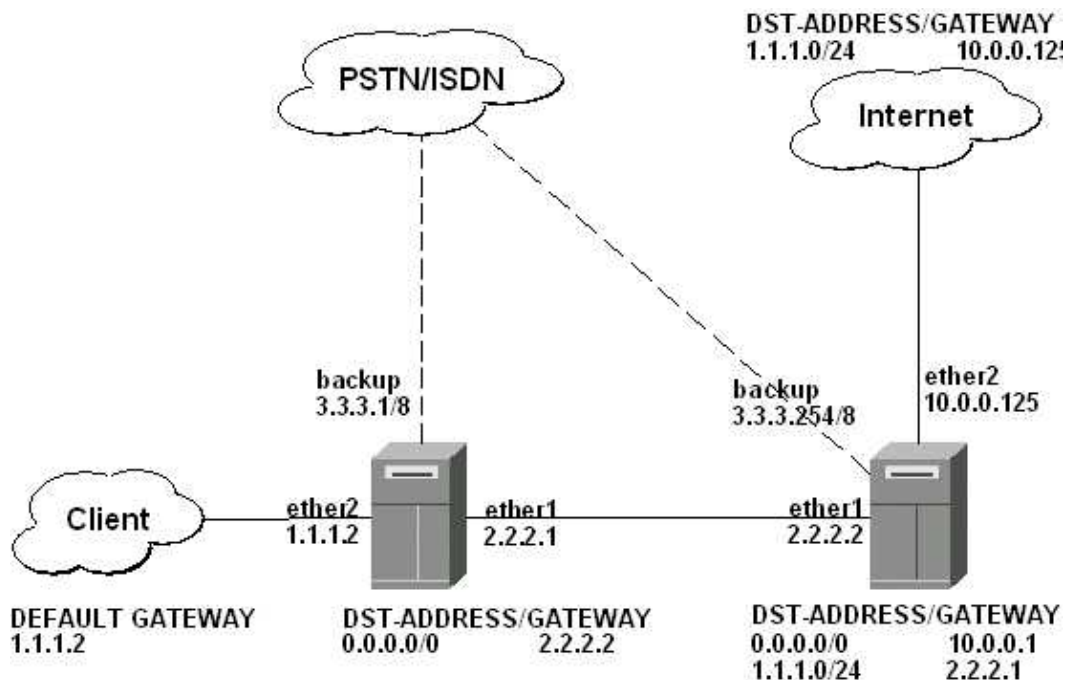 DST-ADDRESS/GATEWAY
1.1.1.0/24 10.0.0.125
PSTN/ISDN
Internet
backup
3.3.3.1/8
backup
3.3.3.254/8
ether2
10.0.0.125
Client
ether2
1.1.1.2
ether1
2.2.2.1
ether1
2.2.2.2
DEFAULT GATEWAY
1.1.1.2
DST-ADDRESS/GATEWAY
0.0.0.0/0 2.2.2.2
DST-ADDRESS/GATEWAY
0.0.0.0/0 10.0.0.1
1.1.1.0/24 2.2.2.1